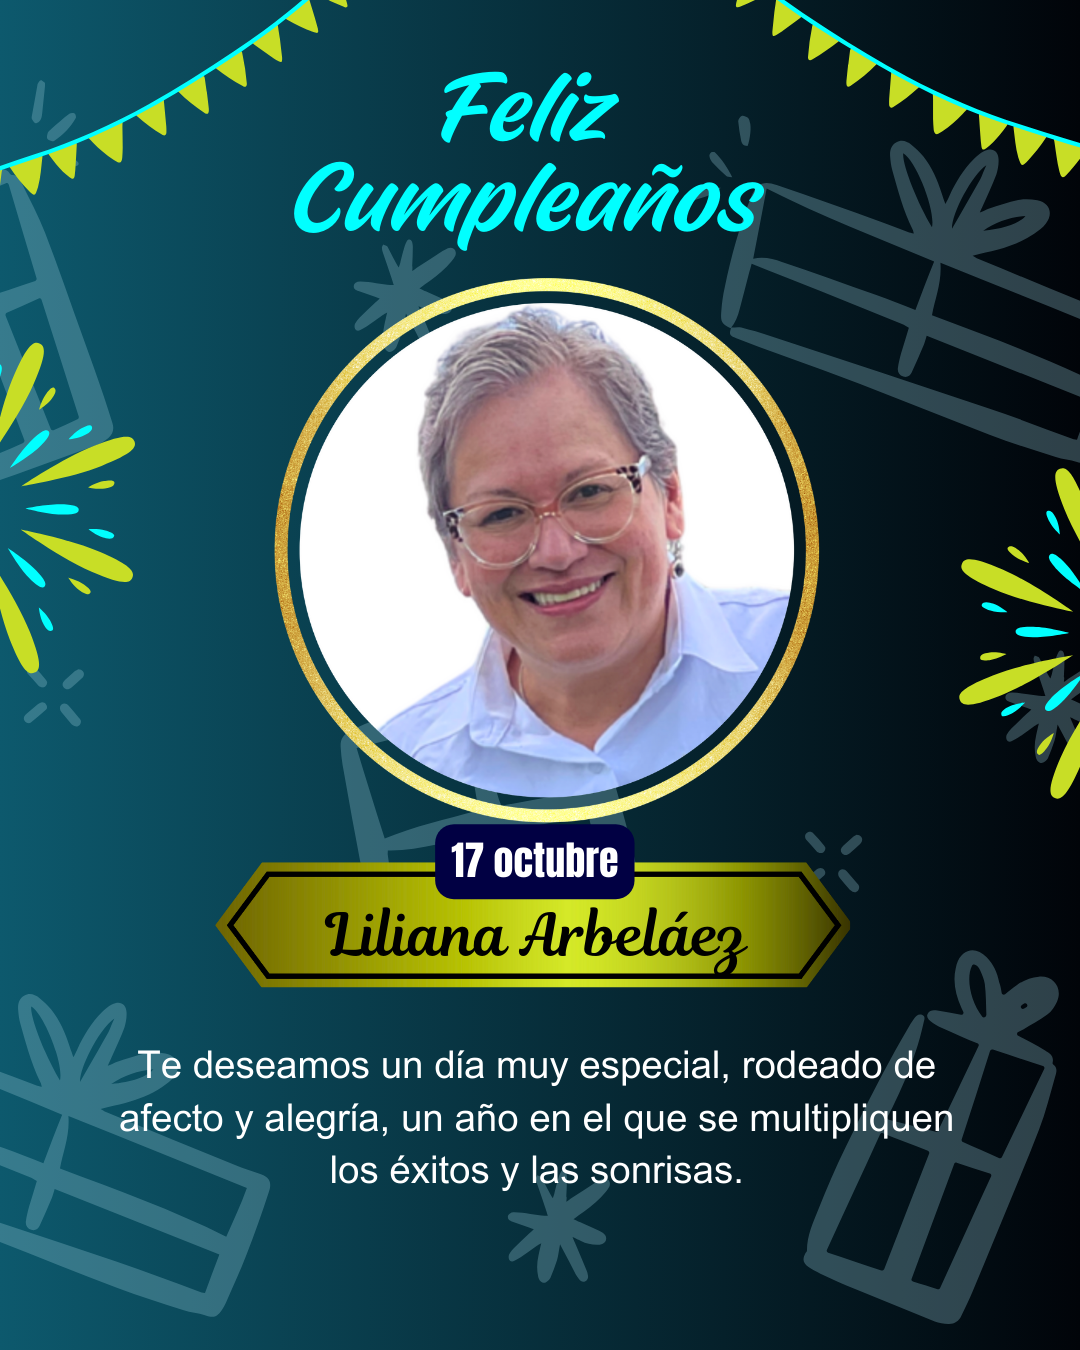 Feliz
Cumpleaños
17 octubre
Liliana Arbeláez
Te deseamos un día muy especial, rodeado de
afecto y alegría, un año en el que se multipliquen
los éxitos y las sonrisas.